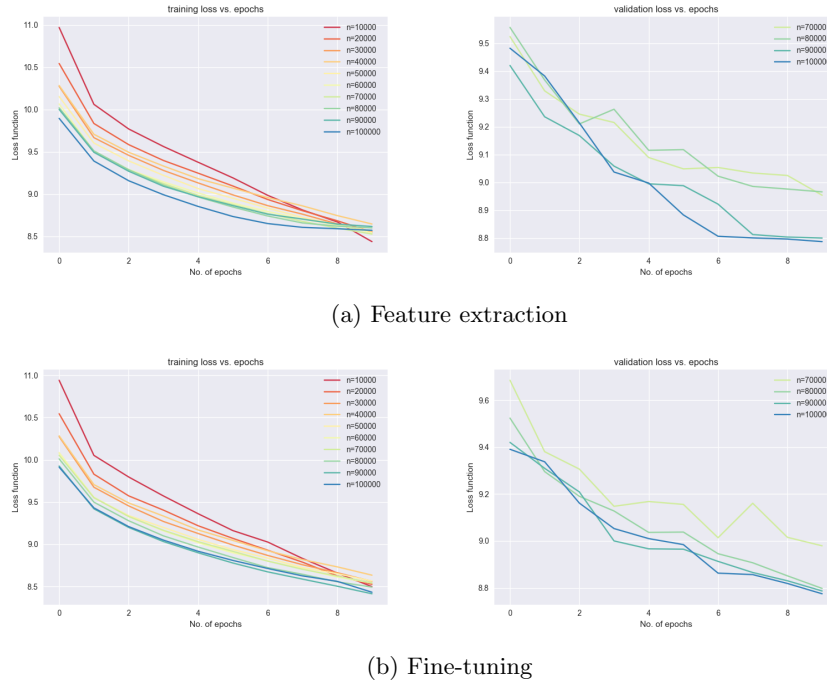 training loss vs. epochs
11.0
10.5
10.0
9.5
9.0
8.5
Loss function
0 2 4 6 8
No. of epochs
n=10000
n=20000
n=30000
n=40000
n=50000
n=60000
n=70000
n=80000
n=90000
n=100000
validation loss vs. epochs
9.5
9.4
9.3
9.2
9.1
9.0
8.9
8.8
Loss function
0 2 4 6 8
No. of epochs
n=70000
n=80000
n=90000
n=100000
(a) Feature extraction
training loss vs. epochs
11.0
10.5
10.0
9.5
9.0
8.5
Loss function
0 2 4 6 8
No. of epochs
n=10000
n=20000
n=30000
n=40000
n=50000
n=60000
n=70000
n=80000
n=90000
n=100000
validation loss vs. epochs
9.6
9.4
9.2
9.0
8.8
Loss function
0 2 4 6 8
No. of epochs
n=70000
n=80000
n=90000
n=100000
(b) Fine-tuning